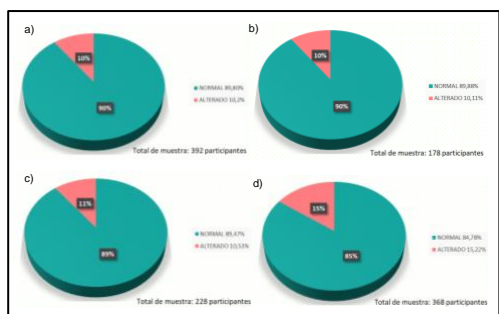 a)
10%
90%
NORMAL 89,80%
ALTERADO 10,2%
Total de muestra: 392 participantes
b)
10%
90%
NORMAL 89,88%
ALTERADO 10,11%
Total de muestra: 178 participantes
c)
11%
89%
NORMAL 89,47%
ALTERADO 10,53%
Total de muestra: 228 participantes
d)
15%
85%
NORMAL 84,78%
ALTERADO 15,22%
Total de muestra: 368 participantes